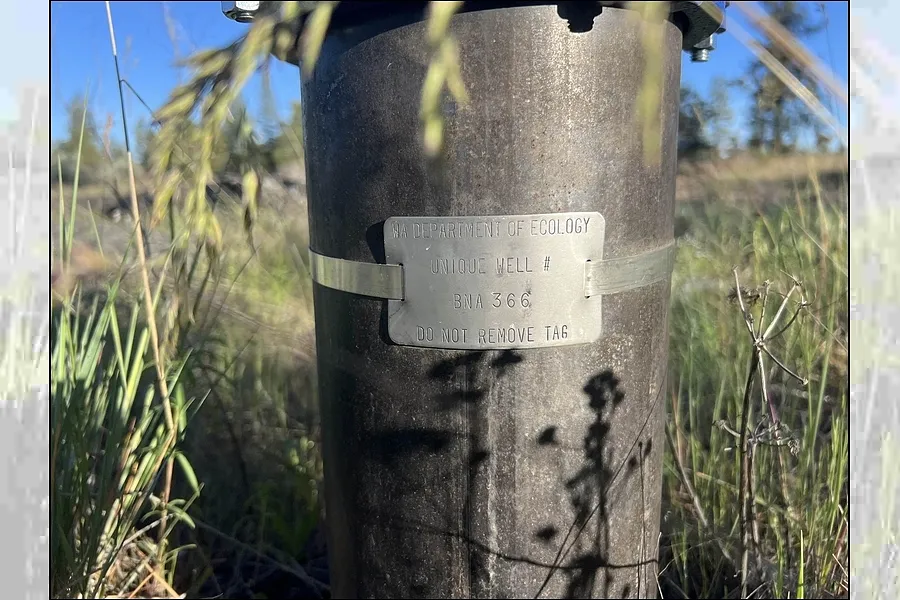 WA DEPARTMENT OF ECOLOGY
UNIQUE WELL #
BNA 366
DO NOT REMOVE TAG